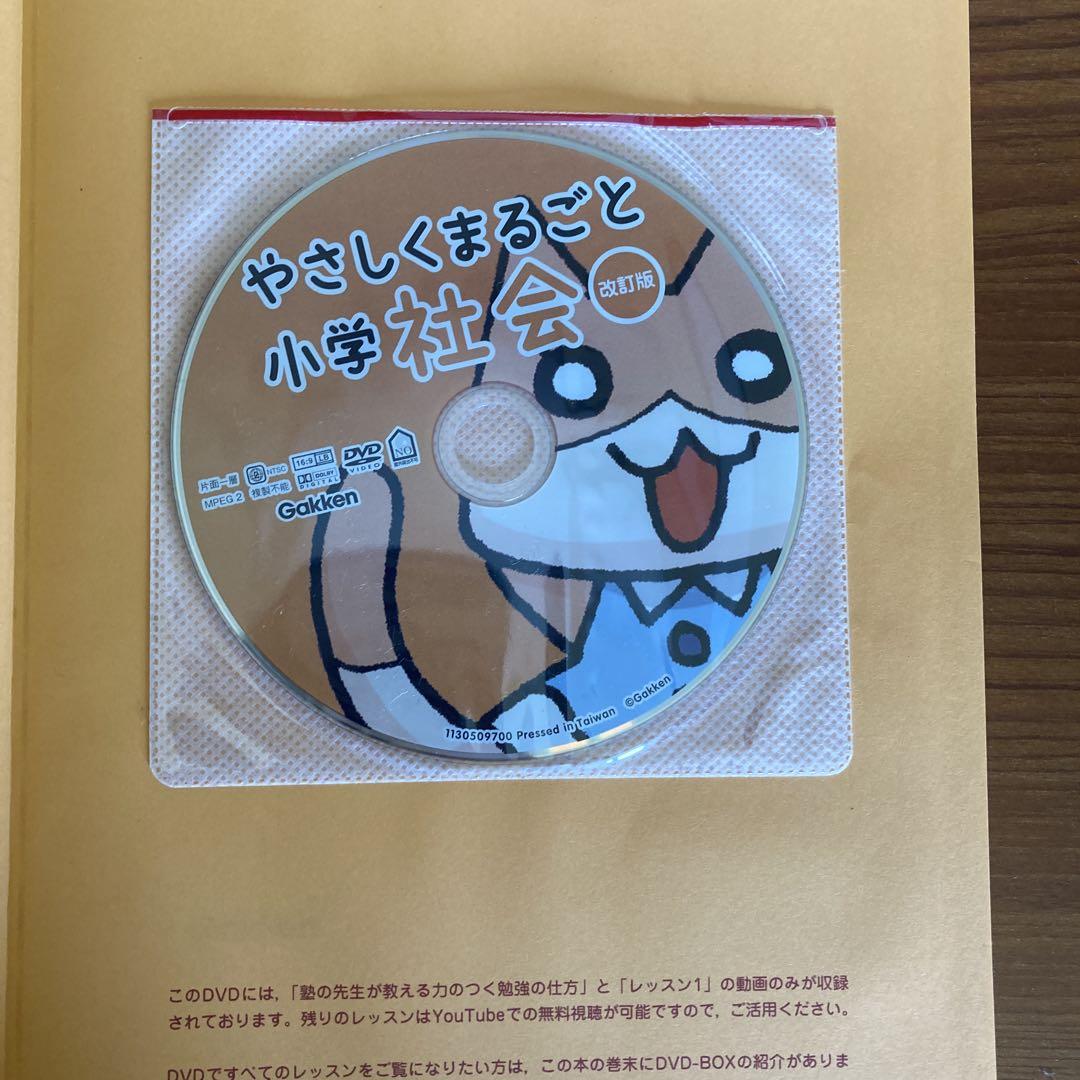 やさしくまるごと
小学 社会 改訂版
片面一層 NTSC 16:9 LB DVD VIDEO NO
MPEG 2 複製不能 DOLBY DIGITAL
Gakken
1130509700 Pressed in Taiwan ©Gakken
このDVDには,「塾の先生が教える力のつく勉強の仕方」と「レッスン1」の動画のみが収録
されております。残りのレッスンはYouTubeでの無料視聴が可能ですので,ご活用ください。
DVDですべてのレッスンをご覧になりたい方は,この本の巻末にDVD-BOXの紹介がありま